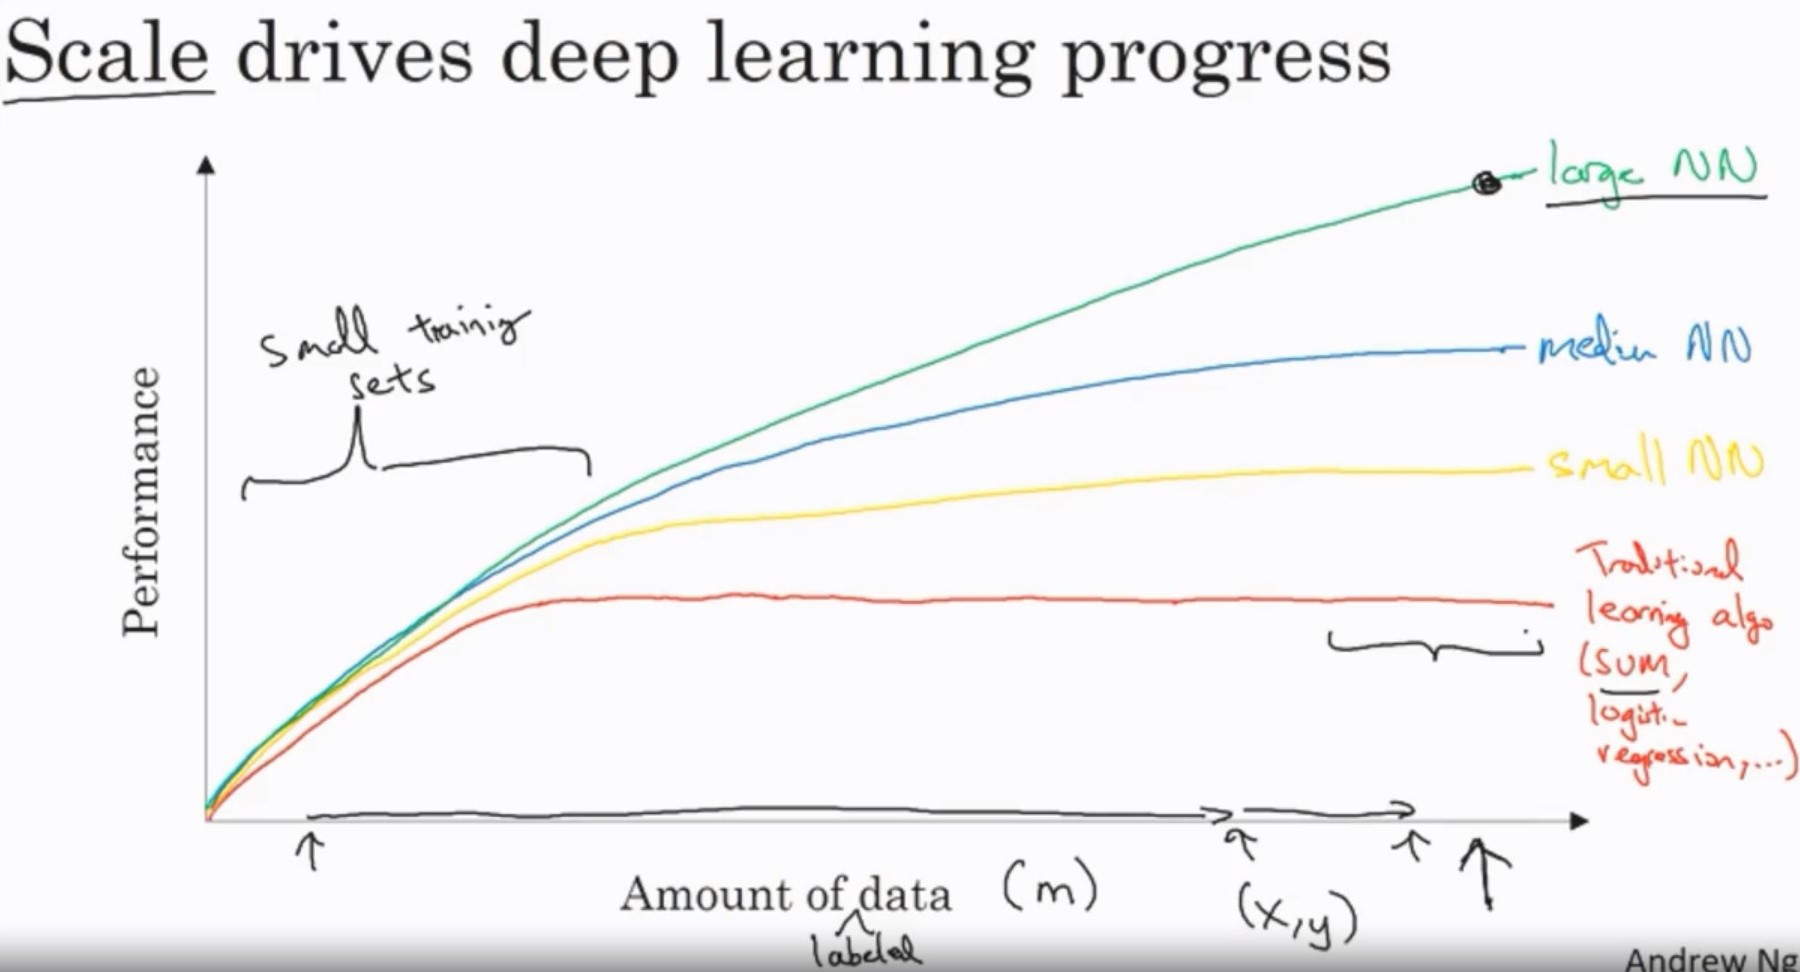 Scale drives deep learning progress
large NN
small training
sets
medium NN
Performance
small NN
Traditional
learning algo
(SVM,
logistic
regression,...)
Amount of data (m)
labeled
(x,y)
Andrew Ng